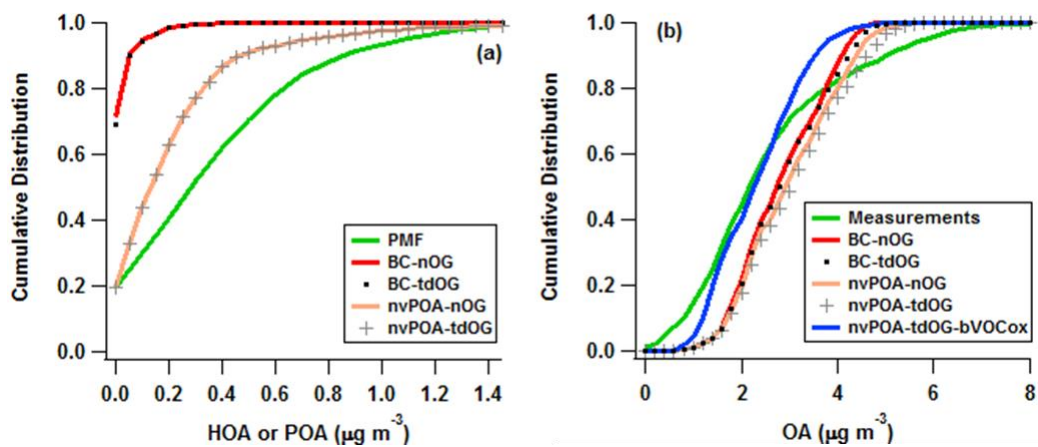 1.0
0.8
0.6
0.4
0.2
0.0
Cumulative Distribution
(a)
PMF
BC-nOG
BC-tdOG
nvPOA-nOG
nvPOA-tdOG
0.0 0.2 0.4 0.6 0.8 1.0 1.2 1.4
HOA or POA (µg m⁻³)
1.0
0.8
0.6
0.4
0.2
0.0
Cumulative Distribution
(b)
Measurements
BC-nOG
BC-tdOG
nvPOA-nOG
nvPOA-tdOG
nvPOA-tdOG-bVOCox
0 2 4 6 8
OA (µg m⁻³)